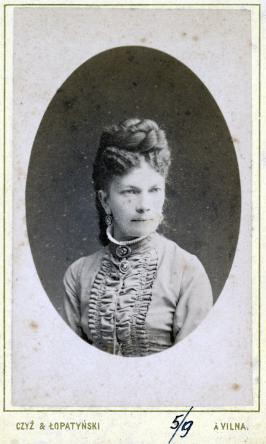 CZYŻ & ŁOPATYŃSKI 5/9 À VILNA.